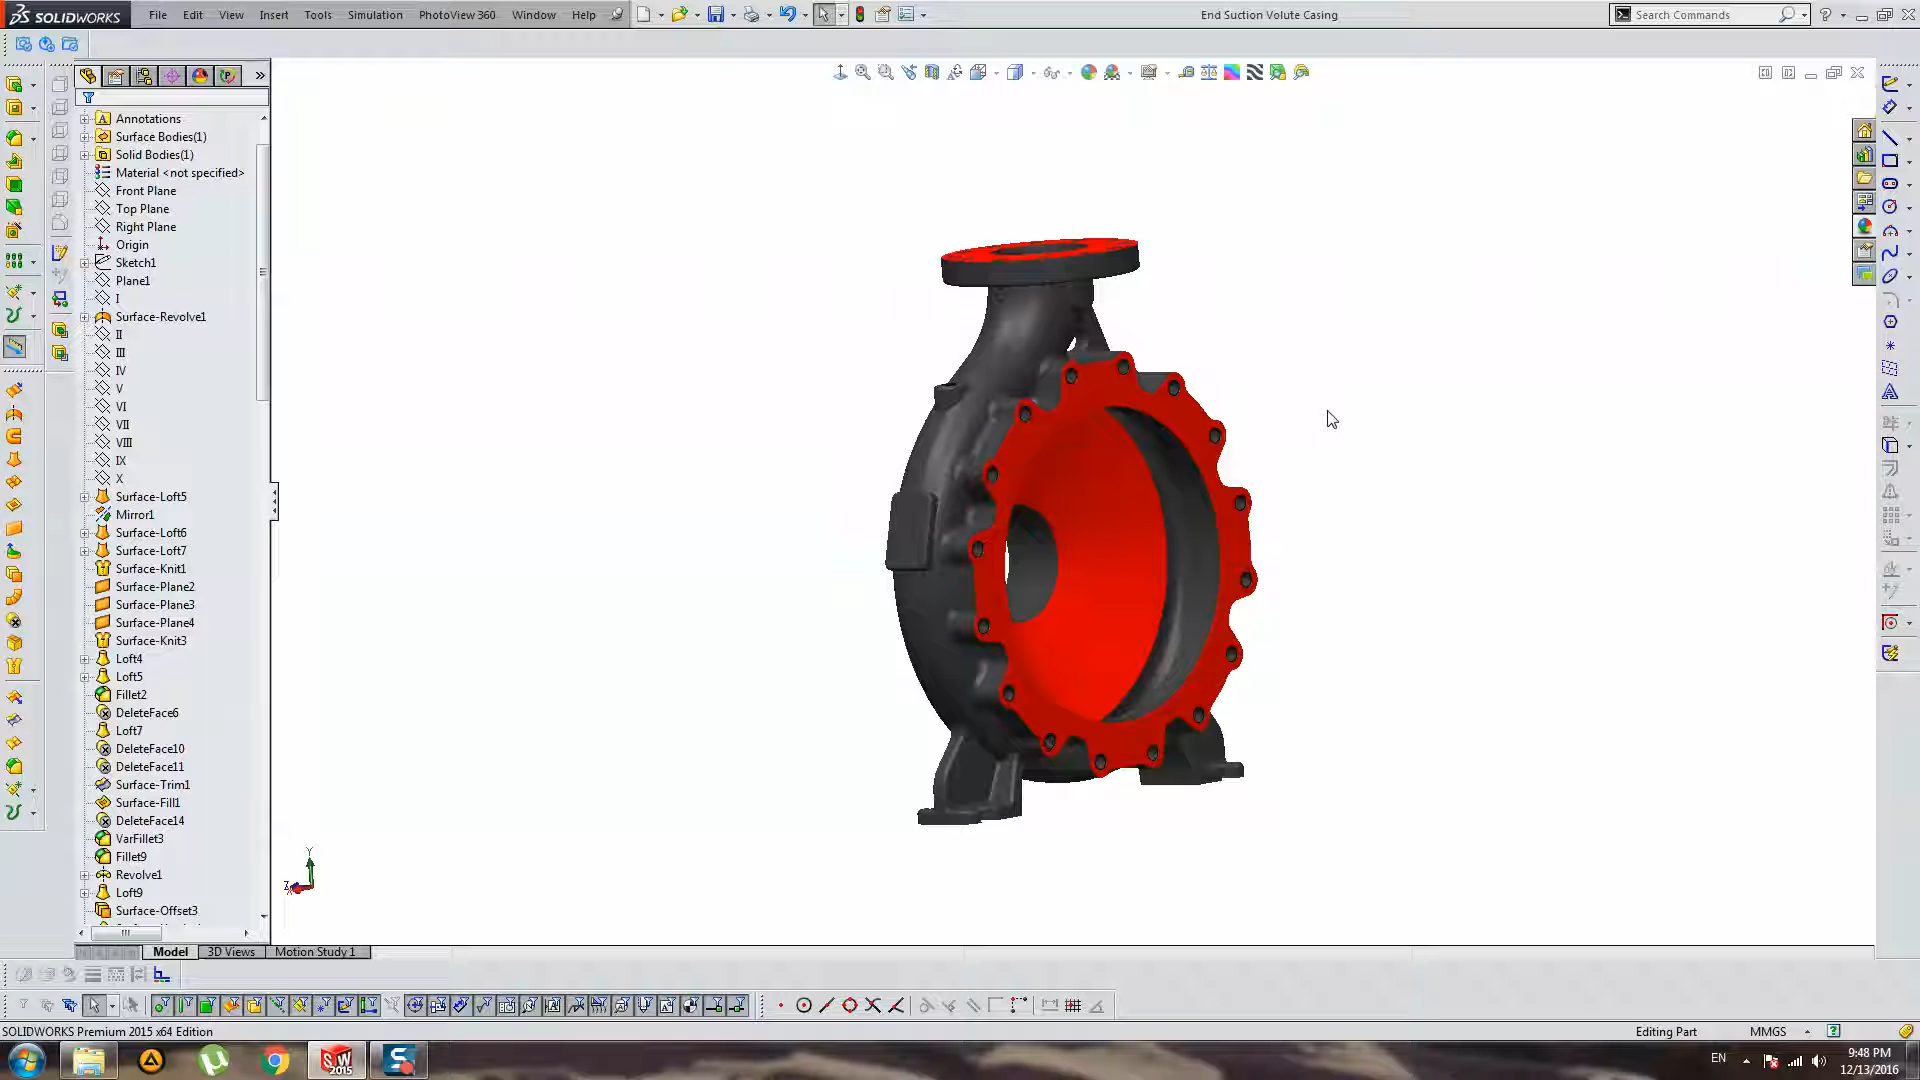 SOLIDWORKS
File Edit View Insert Tools Simulation PhotoView 360 Window Help
End Suction Volute Casing
Search Commands
Annotations
Surface Bodies(1)
Solid Bodies(1)
Material <not specified>
Front Plane
Top Plane
Right Plane
Origin
Sketch1
Plane1
I
Surface-Revolve1
II
III
IV
V
VI
VII
VIII
IX
X
Surface-Loft5
Mirror1
Surface-Loft6
Surface-Loft7
Surface-Knit1
Surface-Plane2
Surface-Plane3
Surface-Plane4
Surface-Knit3
Loft4
Loft5
Fillet2
DeleteFace6
Loft7
DeleteFace10
DeleteFace11
Surface-Trim1
Surface-Fill1
DeleteFace14
VarFillet3
Fillet9
Revolve1
Loft9
Surface-Offset3
Y
Model 3D Views Motion Study 1
SOLIDWORKS Premium 2015 x64 Edition
Editing Part
MMGS
EN
9:48 PM
12/13/2016